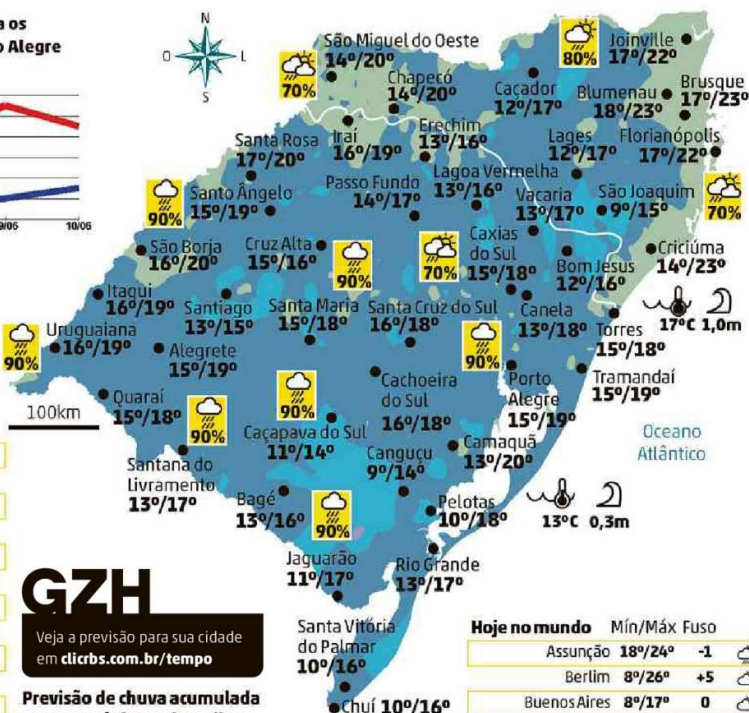 a os
o Alegre
9/06
10/06
N
O
L
S
São Miguel do Oeste
14º/20º
70%
Chapecó
14º/20º
80%
Caçador
12º/17º
Joinville
17º/22º
Blumenau
18º/23º
Brusque
17º/23º
Santa Rosa
17º/20º
Iraí
16º/19º
Erechim
13º/16º
Lages
12º/17º
Florianópolis
17º/22º
90%
Santo Ângelo
15º/19º
Passo Fundo
14º/17º
Lagoa Vermelha
13º/16º
Vacaria
13º/17º
São Joaquim
9º/15º
70%
São Borja
16º/20º
Cruz Alta
15º/16º
90%
70%
Caxias
do Sul
15º/18º
Bom Jesus
12º/16º
Criciúma
14º/23º
Itaqui
16º/19º
Santiago
13º/15º
Santa Maria
15º/18º
Santa Cruz do Sul
16º/18º
Canela
13º/18º
Torres
15º/18º
17ºC 1,0m
90%
Uruguaiana
16º/19º
Alegrete
15º/19º
90%
Quaraí
15º/18º
90%
90%
Cachoeira
do Sul
16º/18º
Porto
Alegre
15º/19º
Tramandaí
15º/19º
100km
Caçapava do Sul
11º/14º
Canguçu
9º/14º
Camaquã
13º/20º
Oceano
Atlântico
Santana do
Livramento
13º/17º
Bagé
13º/16º
90%
Pelotas
10º/18º
13ºC 0,3m
Jaguarão
11º/17º
Rio Grande
13º/17º
GZH
Veja a previsão para sua cidade
em clicrbs.com.br/tempo
Santa Vitória
do Palmar
10º/16º
Chuí 10º/16º
Previsão de chuva acumulada
Hoje no mundo Mín/Máx Fuso
Assunção 18º/24º -1
Berlim 8º/26º +5
Buenos Aires 8º/17º 0